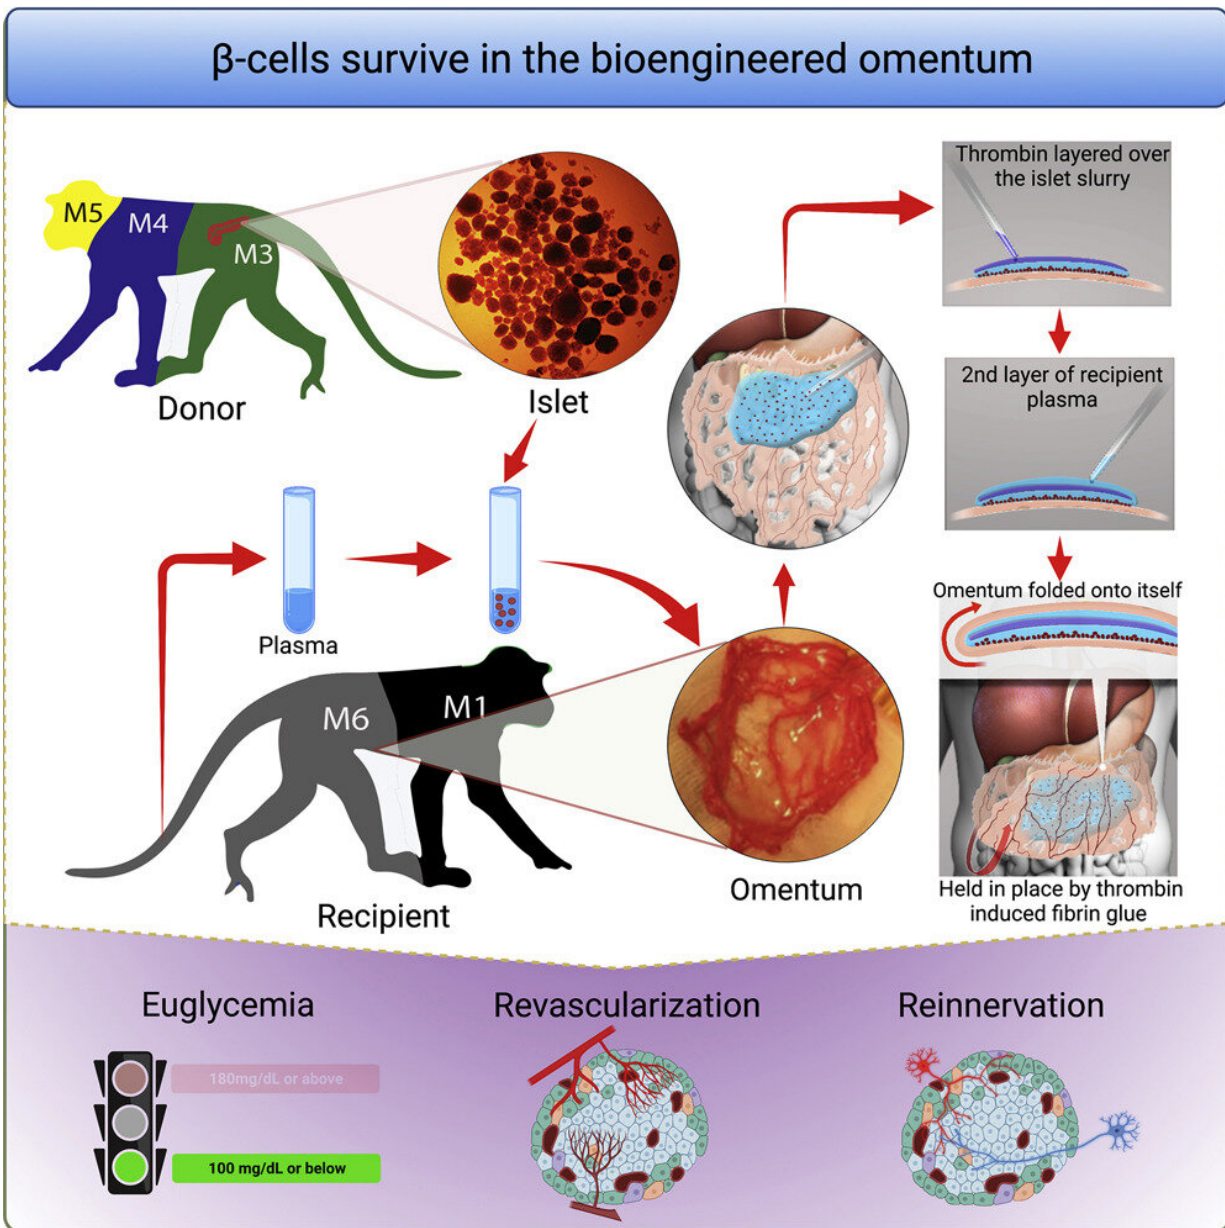 β-cells survive in the bioengineered omentum
M5
M4
M3
Donor
Islet
Thrombin layered over
the islet slurry
2nd layer of recipient
plasma
Omentum folded onto itself
Plasma
M6
M1
Recipient
Omentum
Held in place by thrombin
induced fibrin glue
Euglycemia
Revascularization
Reinnervation
180mg/dL or above
100 mg/dL or below